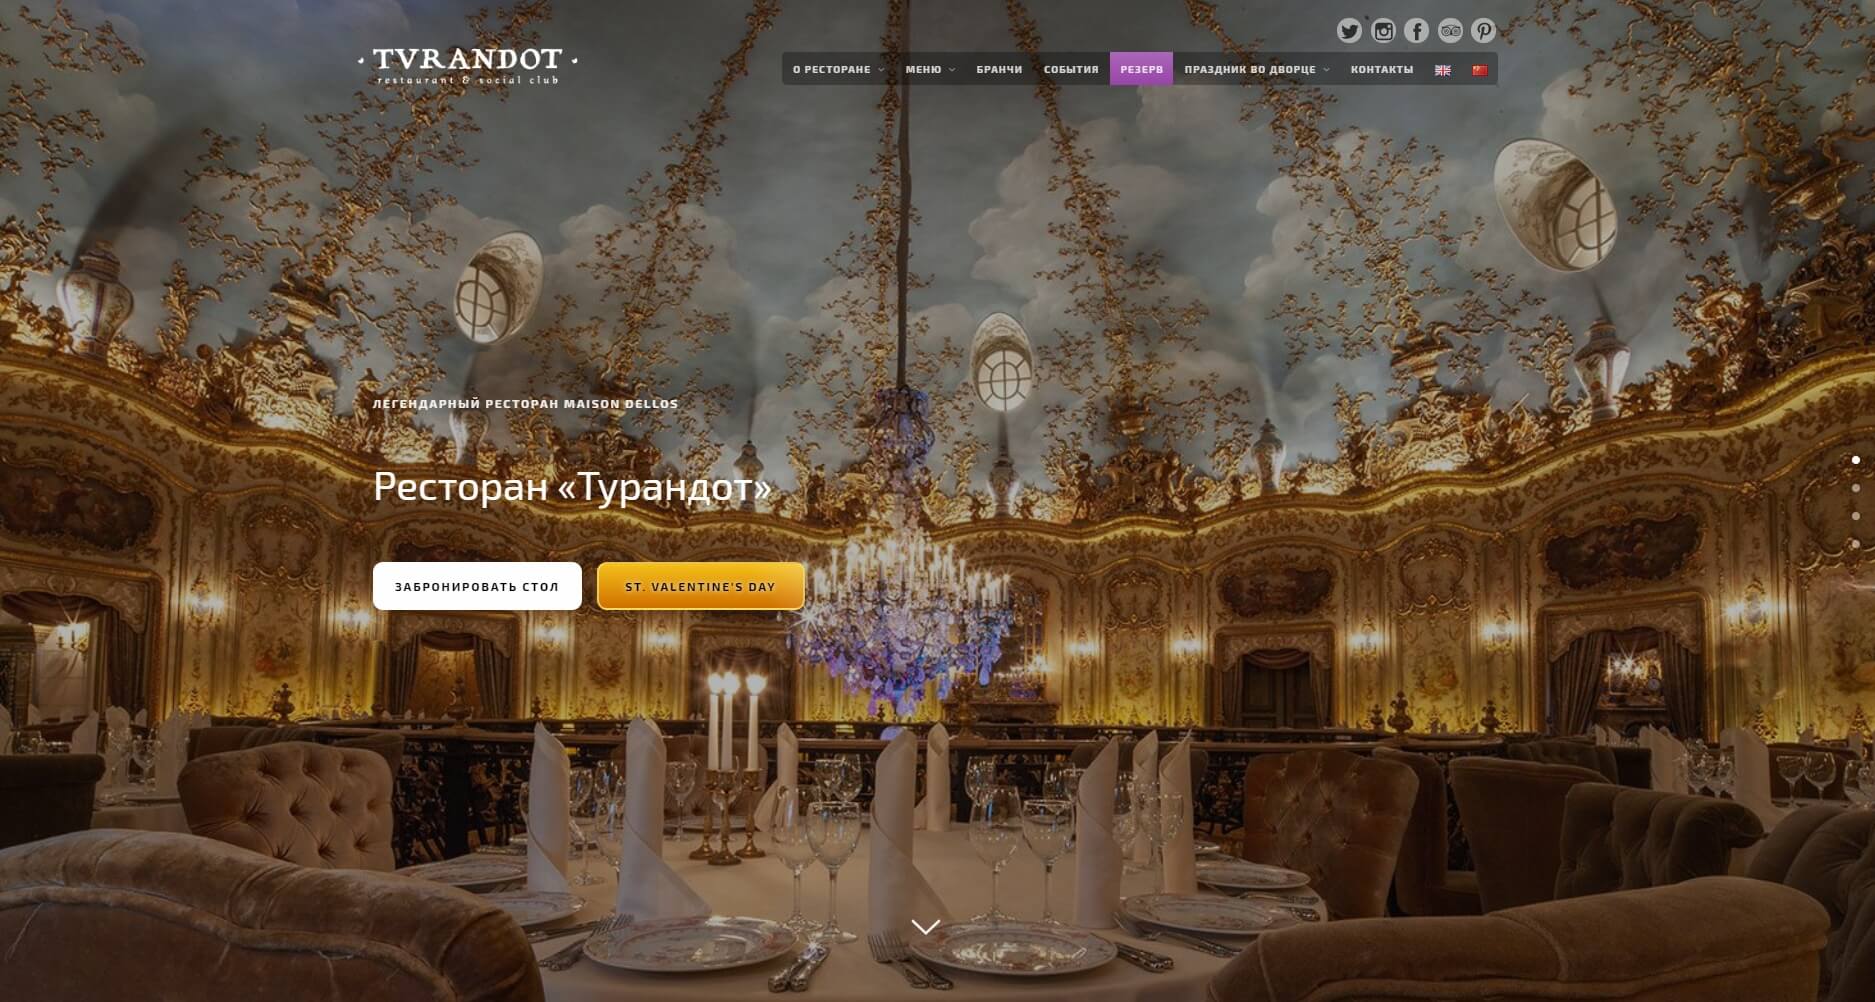 TVRANDOT
restaurant & social club
О РЕСТОРАНЕ
МЕНЮ
БРАНЧИ
СОБЫТИЯ
РЕЗЕРВ
ПРАЗДНИК ВО ДВОРЦЕ
КОНТАКТЫ
ЛЕГЕНДАРНЫЙ РЕСТОРАН MAISON DELLOS
Ресторан «Турандот»
ЗАБРОНИРОВАТЬ СТОЛ
ST. VALENTINE'S DAY